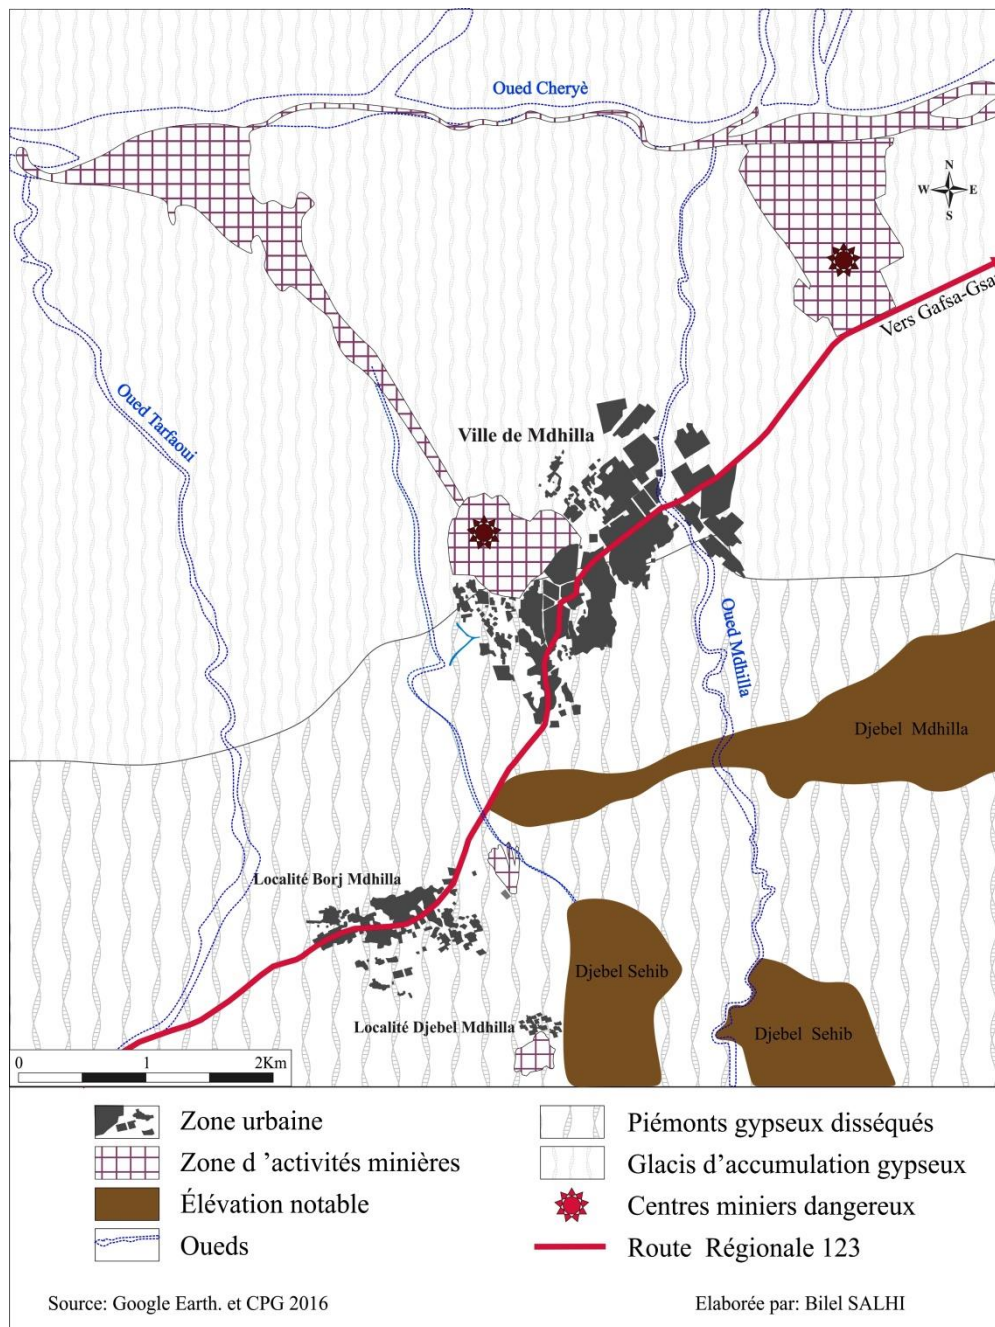 Oued Cheryè
N
W E
S
Vers Gafsa-Gsar
Oued Tarfaoui
Ville de Mdhilla
Oued Mdhilla
Djebel Mdhilla
Localité Borj Mdhilla
Djebel Sehib
Localité Djebel Mdhilla
Djebel Sehib
0 1 2Km
Zone urbaine
Zone d ’activités minières
Élévation notable
Oueds
Piémonts gypseux disséqués
Glacis d’accumulation gypseux
Centres miniers dangereux
Route Régionale 123
Source: Google Earth. et CPG 2016
Elaborée par: Bilel SALHI